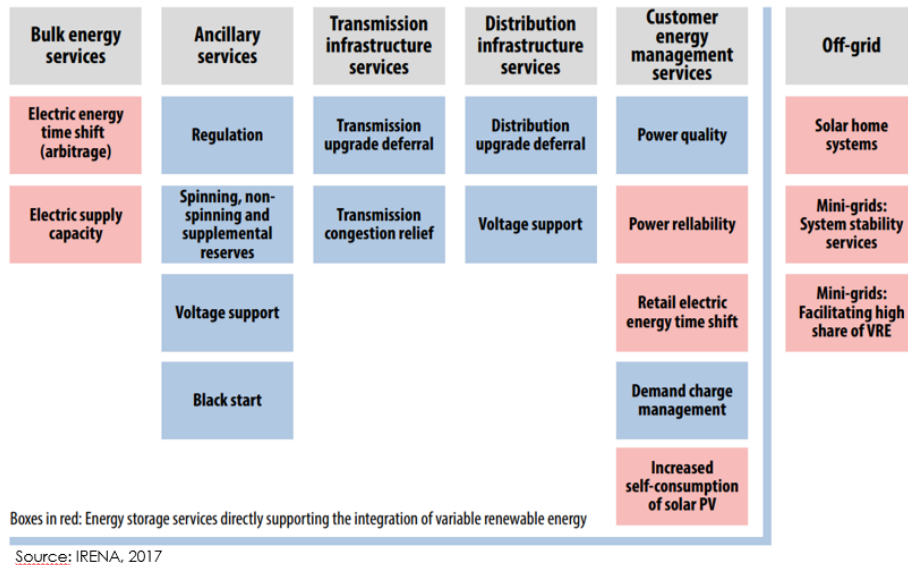 Bulk energy
services
Electric energy
time shift
(arbitrage)
Electric supply
capacity
Ancillary
services
Regulation
Spinning, non-
spinning and
supplemental
reserves
Voltage support
Black start
Transmission
infrastructure
services
Transmission
upgrade deferral
Transmission
congestion relief
Distribution
infrastructure
services
Distribution
upgrade deferral
Voltage support
Customer
energy
management
services
Power quality
Power rellability
Retail electric
energy time shift
Demand charge
management
Increased
self-consumption
of solar PV
Off-grid
Solar home
systems
Mini-grids:
System stability
services
Mini-grids:
Facilitating high
share of VRE
Boxes in red: Energy storage services directly supporting the integration of variable renewable energy
Source: IRENA, 2017